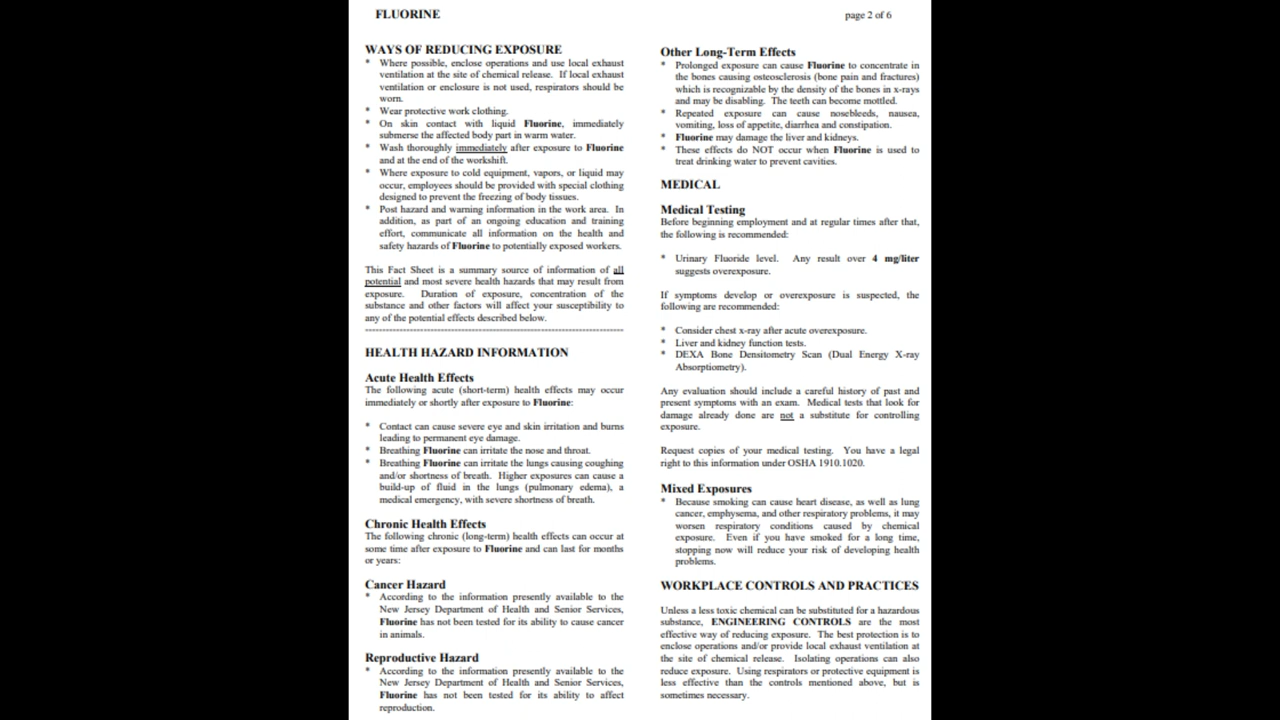 FLUORINE
page 2 of 6
WAYS OF REDUCING EXPOSURE
* Where possible, enclose operations and use local exhaust
ventilation at the site of chemical release. If local exhaust
ventilation or enclosure is not used, respirators should be
worn.
* Wear protective work clothing.
* On skin contact with liquid Fluorine, immediately
submerse the affected body part in warm water.
* Wash thoroughly immediately after exposure to Fluorine
and at the end of the workshift.
* Where exposure to cold equipment, vapors, or liquid may
occur, employees should be provided with special clothing
designed to prevent the freezing of body tissues.
* Post hazard and warning information in the work area. In
addition, as part of an ongoing education and training
effort, communicate all information on the health and
safety hazards of Fluorine to potentially exposed workers.
This Fact Sheet is a summary source of information of all
potential and most severe health hazards that may result from
exposure. Duration of exposure, concentration of the
substance and other factors will affect your susceptibility to
any of the potential effects described below.
---------------------------------------------------------------
HEALTH HAZARD INFORMATION
Acute Health Effects
The following acute (short-term) health effects may occur
immediately or shortly after exposure to Fluorine:
* Contact can cause severe eye and skin irritation and burns
leading to permanent eye damage.
* Breathing Fluorine can irritate the nose and throat.
* Breathing Fluorine can irritate the lungs causing coughing
and/or shortness of breath. Higher exposures can cause a
build-up of fluid in the lungs (pulmonary edema), a
medical emergency, with severe shortness of breath.
Chronic Health Effects
The following chronic (long-term) health effects can occur at
some time after exposure to Fluorine and can last for months
or years:
Cancer Hazard
* According to the information presently available to the
New Jersey Department of Health and Senior Services,
Fluorine has not been tested for its ability to cause cancer
in animals.
Reproductive Hazard
* According to the information presently available to the
New Jersey Department of Health and Senior Services,
Fluorine has not been tested for its ability to affect
reproduction.
Other Long-Term Effects
* Prolonged exposure can cause Fluorine to concentrate in
the bones causing osteosclerosis (bone pain and fractures)
which is recognizable by the density of the bones in x-rays
and may be disabling. The teeth can become mottled.
* Repeated exposure can cause nosebleeds, nausea,
vomiting, loss of appetite, diarrhea and constipation.
* Fluorine may damage the liver and kidneys.
* These effects do NOT occur when Fluorine is used to
treat drinking water to prevent cavities.
MEDICAL
Medical Testing
Before beginning employment and at regular times after that,
the following is recommended:
* Urinary Fluoride level. Any result over 4 mg/liter
suggests overexposure.
If symptoms develop or overexposure is suspected, the
following are recommended:
* Consider chest x-ray after acute overexposure.
* Liver and kidney function tests.
* DEXA Bone Densitometry Scan (Dual Energy X-ray
Absorptiometry).
Any evaluation should include a careful history of past and
present symptoms with an exam. Medical tests that look for
damage already done are not a substitute for controlling
exposure.
Request copies of your medical testing. You have a legal
right to this information under OSHA 1910.1020.
Mixed Exposures
* Because smoking can cause heart disease, as well as lung
cancer, emphysema, and other respiratory problems, it may
worsen respiratory conditions caused by chemical
exposure. Even if you have smoked for a long time,
stopping now will reduce your risk of developing health
problems.
WORKPLACE CONTROLS AND PRACTICES
Unless a less toxic chemical can be substituted for a hazardous
substance, ENGINEERING CONTROLS are the most
effective way of reducing exposure. The best protection is to
enclose operations and/or provide local exhaust ventilation at
the site of chemical release. Isolating operations can also
reduce exposure. Using respirators or protective equipment is
less effective than the controls mentioned above, but is
sometimes necessary.